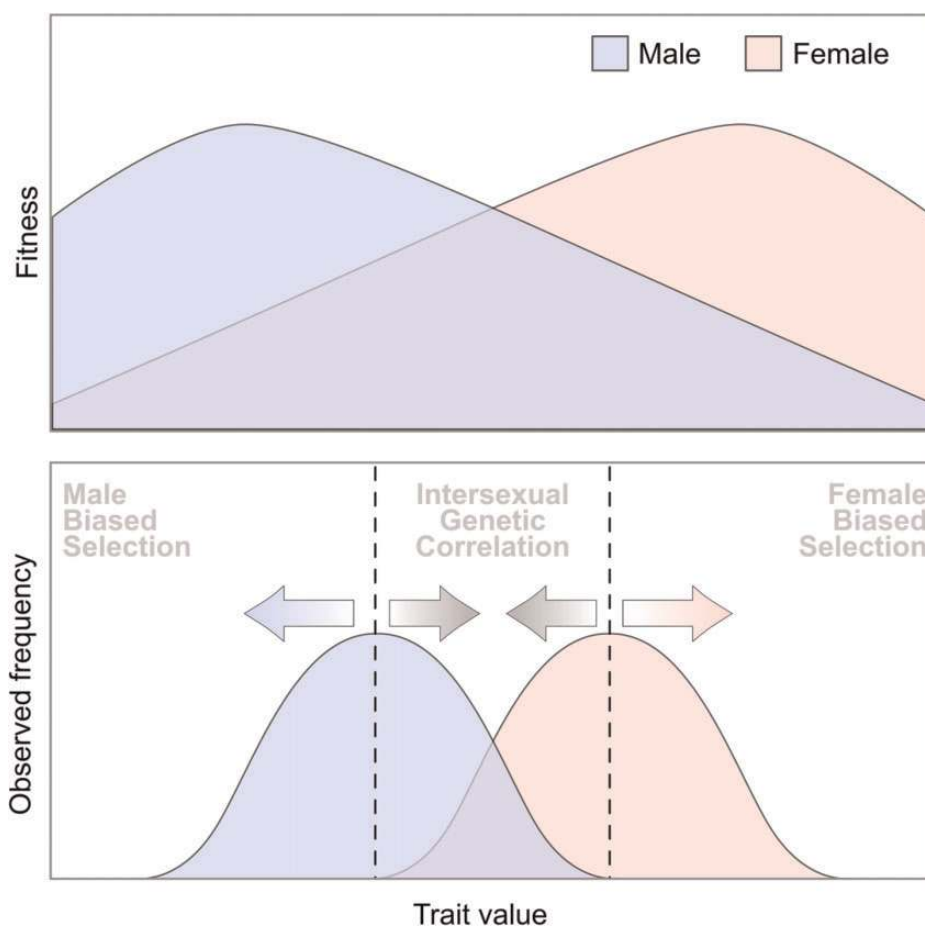 Male
Female
Fitness
Male
Biased
Selection
Intersexual
Genetic
Correlation
Female
Biased
Selection
Observed frequency
Trait value